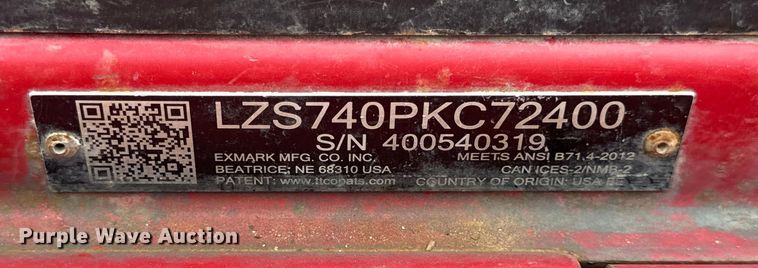 LZS740PKC72400
S/N 400540319
EXMARK MFG. CO. INC. MEETS ANSI B71.4-2012
BEATRICE, NE 68310 USA CAN ICES-2/NMB-2
PATENT: www.ttcopats.com COUNTRY OF ORIGIN: USA
Purple Wave Auction